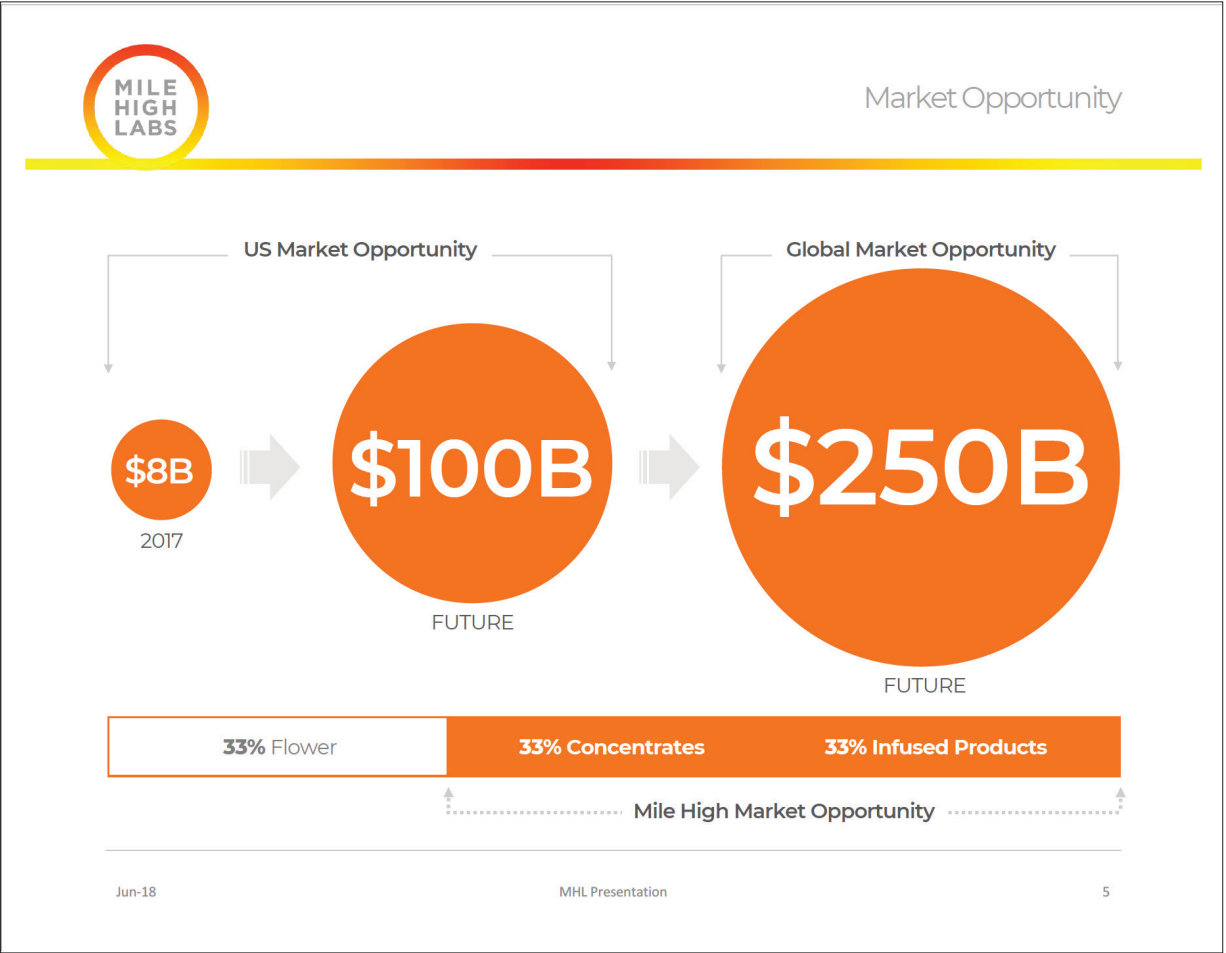 MILE
HIGH
LABS
Market Opportunity
US Market Opportunity
Global Market Opportunity
$8B
$100B
$250B
2017
FUTURE
FUTURE
33% Flower
33% Concentrates
33% Infused Products
Mile High Market Opportunity
Jun-18
MHL Presentation
5